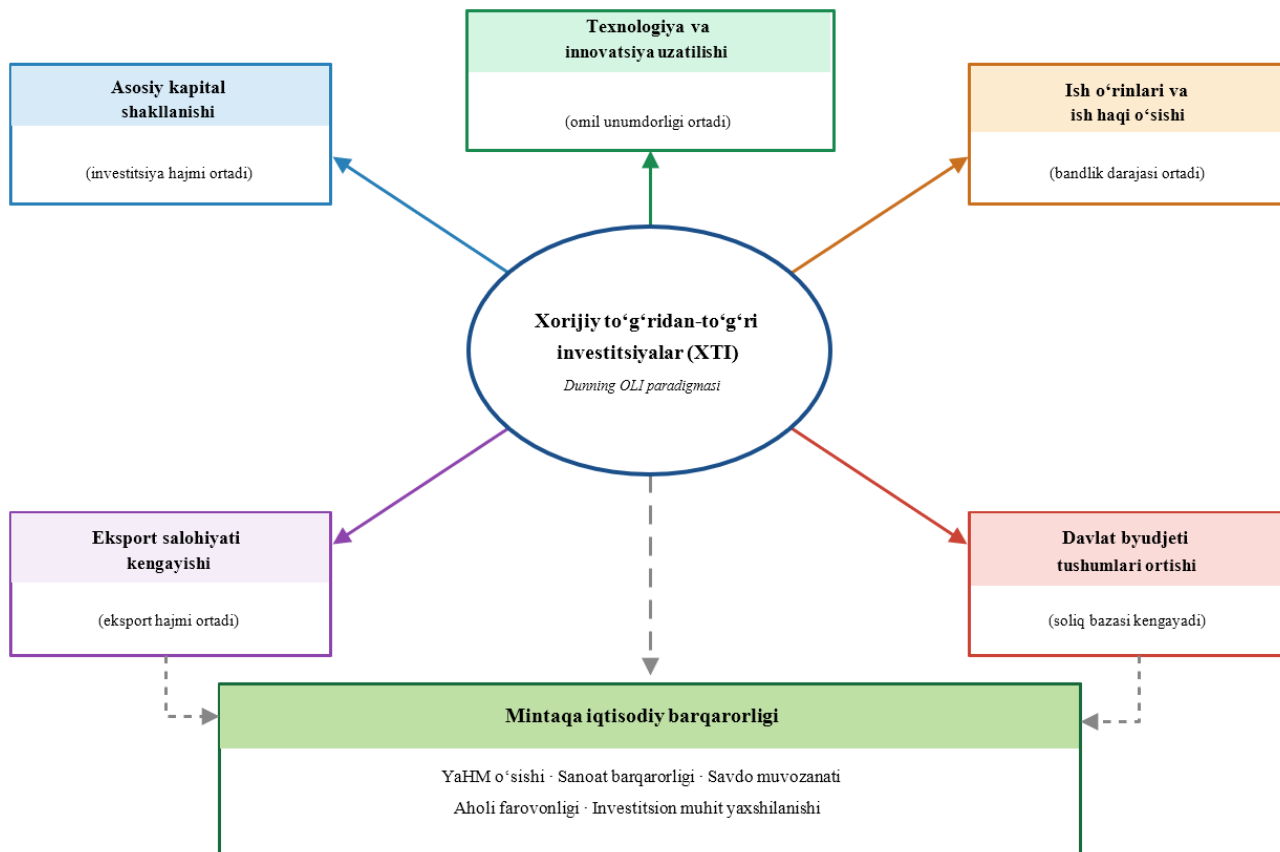 Texnologiya va
innovatsiya uzatilishi
(omil unumdorligi ortadi)
Asosiy kapital
shakllanishi
(investitsiya hajmi ortadi)
Ish o‘rinlari va
ish haqi o‘sishi
(bandlik darajasi ortadi)
Xorijiy to‘g‘ridan-to‘g‘ri
investitsiyalar (XTI)
Dunning OLI paradigmasi
Eksport salohiyati
kengayishi
(eksport hajmi ortadi)
Davlat byudjeti
tushumlari ortishi
(soliq bazasi kengayadi)
Mintaqa iqtisodiy barqarorligi
YaHM o‘sishi · Sanoat barqarorligi · Savdo muvozanati
Aholi farovonligi · Investitsion muhit yaxshilanishi